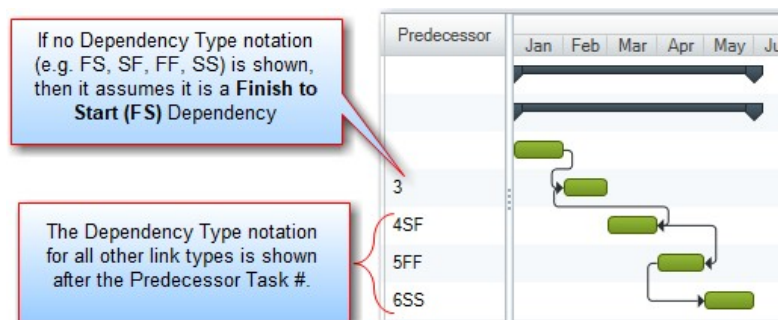 If no Dependency Type notation
(e.g. FS, SF, FF, SS) is shown,
then it assumes it is a Finish to
Start (FS) Dependency
The Dependency Type notation
for all other link types is shown
after the Predecessor Task #.
Predecessor
Jan Feb Mar Apr May
3
4SF
5FF
6SS